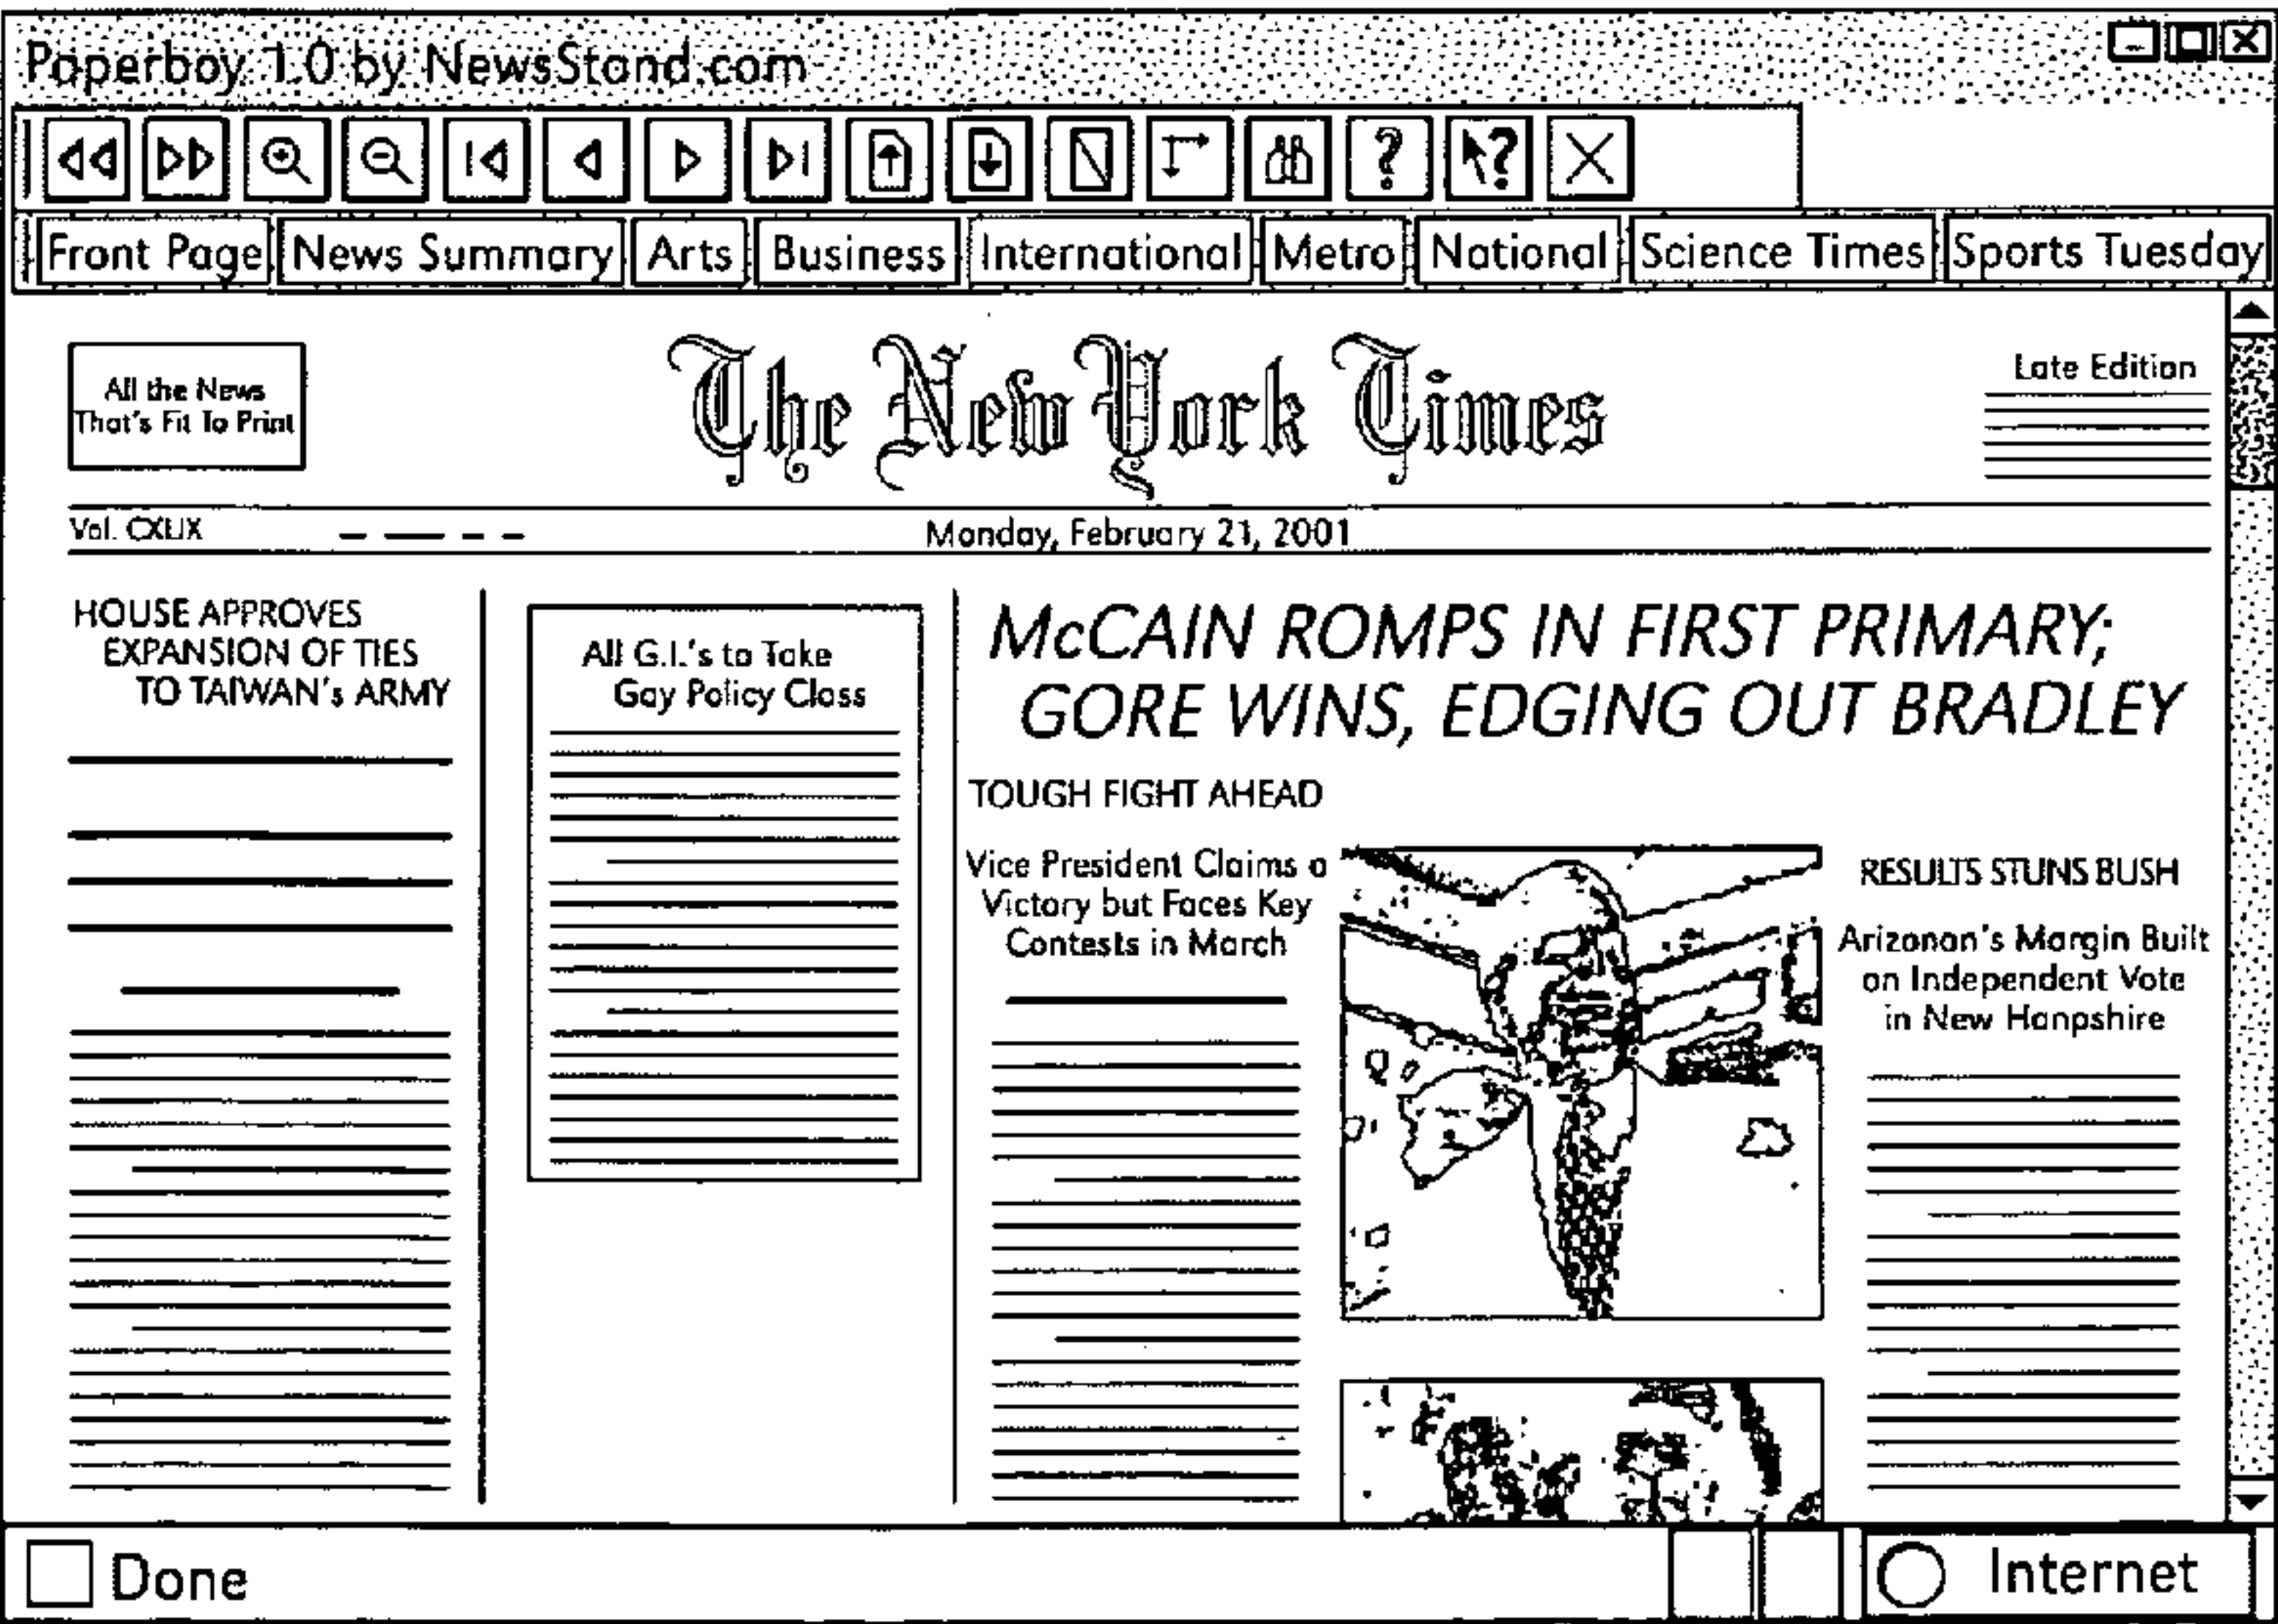 Paperboy 1.0 by NewsStand.com
Front Page News Summary Arts Business International Metro National Science Times Sports Tuesday
All the News
That's Fit To Print
The New York Times
Late Edition
Vol. CXLIX
Monday, February 21, 2001
HOUSE APPROVES
EXPANSION OF TIES
TO TAIWAN's ARMY
All G.I.'s to Take
Gay Policy Class
McCAIN ROMPS IN FIRST PRIMARY;
GORE WINS, EDGING OUT BRADLEY
TOUGH FIGHT AHEAD
Vice President Claims a
Victory but Faces Key
Contests in March
RESULTS STUNS BUSH
Arizonan's Margin Built
on Independent Vote
in New Hanpshire
Done
Internet